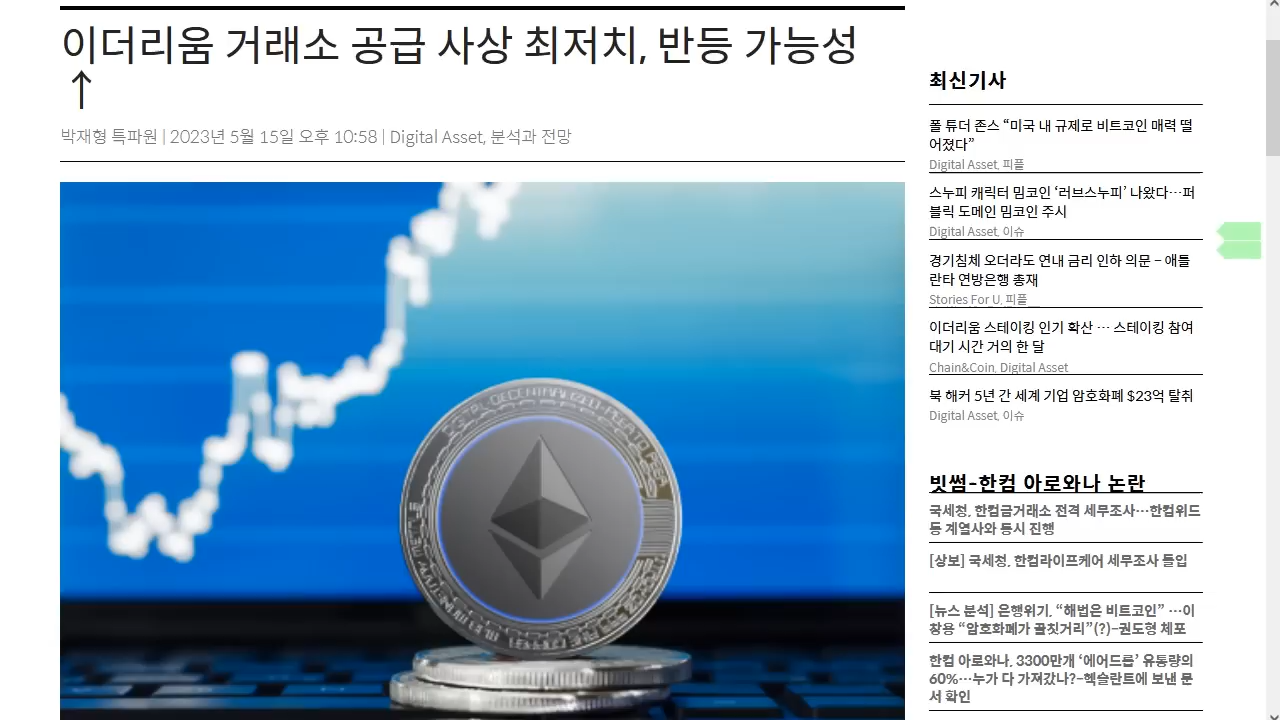 이더리움 거래소 공급 사상 최저치, 반등 가능성
↑
박재형 특파원 | 2023년 5월 15일 오후 10:58 | Digital Asset, 분석과 전망
최신기사
폴 튜더 존스 “미국 내 규제로 비트코인 매력 떨
어졌다”
Digital Asset, 피플
스누피 캐릭터 밈코인 ‘러브스누피’ 나왔다…퍼
블릭 도메인 밈코인 주시
Digital Asset, 이슈
경기침체 오더라도 연내 금리 인하 의문 – 애틀
란타 연방은행 총재
Stories For U, 피플
이더리움 스테이킹 인기 확산 … 스테이킹 참여
대기 시간 거의 한 달
Chain&Coin, Digital Asset
북 해커 5년 간 세계 기업 암호화폐 $23억 탈취
Digital Asset, 이슈
빗썸-한컴 아로와나 논란
국세청, 한컴금거래소 전격 세무조사…한컴위드
등 계열사와 동시 진행
[상보] 국세청, 한컴라이프케어 세무조사 돌입
[뉴스 분석] 은행위기, “해법은 비트코인” …이
창용 “암호화폐가 골칫거리”(?)-권도형 체포
한컴 아로와나, 3300만개 ‘에어드롭’ 유통량의
60%…누가 다 가져갔나?-헥슬란트에 보낸 문
서 확인